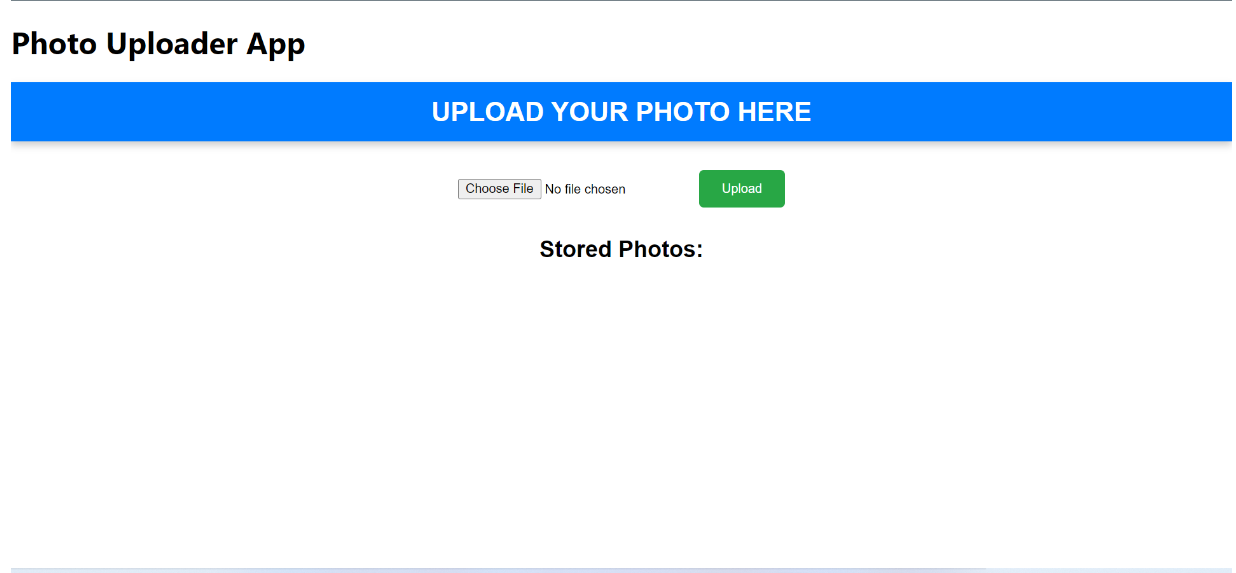 Photo Uploader App
UPLOAD YOUR PHOTO HERE
Choose File No file chosen Upload
Stored Photos: